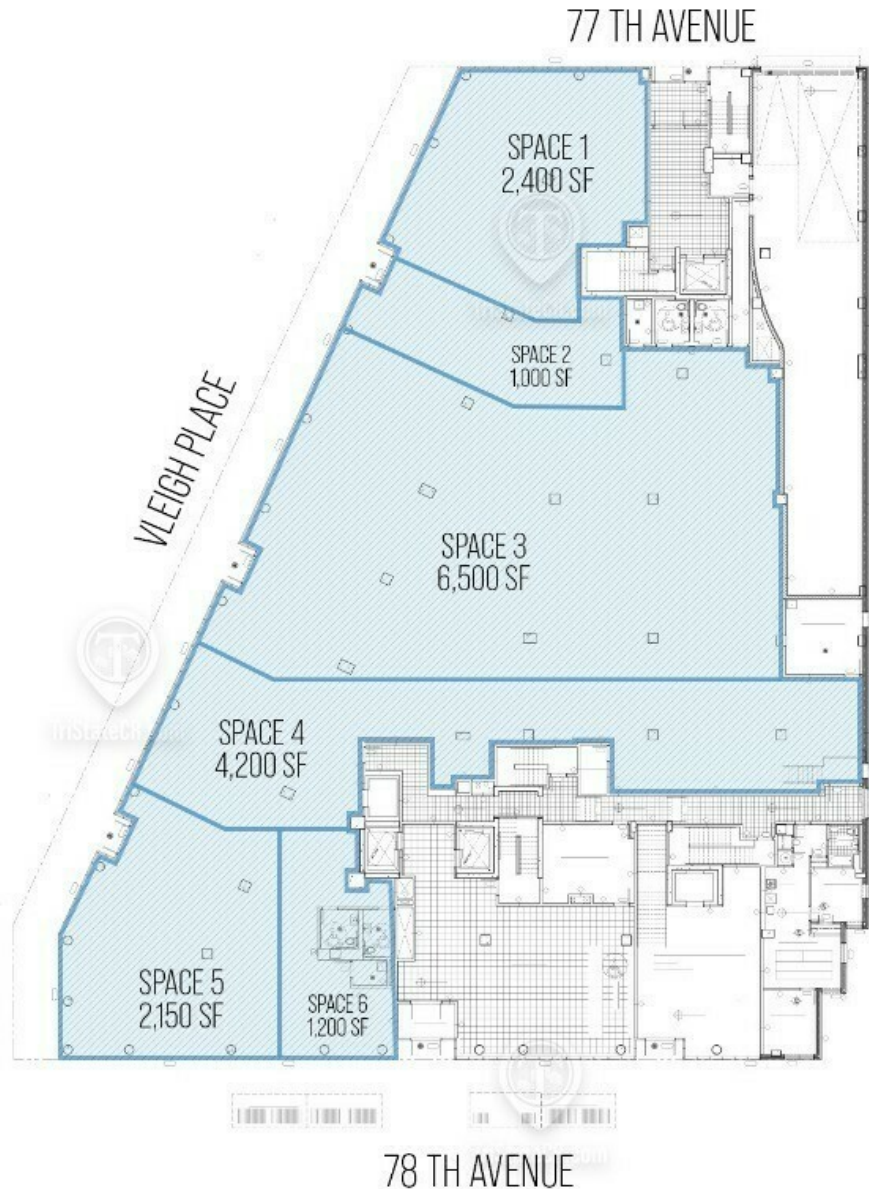 77 TH AVENUE
SPACE 1
2,400 SF
SPACE 2
1,000 SF
VLEIGH PLACE
SPACE 3
6,500 SF
TriStateCR.com
SPACE 4
4,200 SF
SPACE 5
2,150 SF
SPACE 6
1,200 SF
78 TH AVENUE